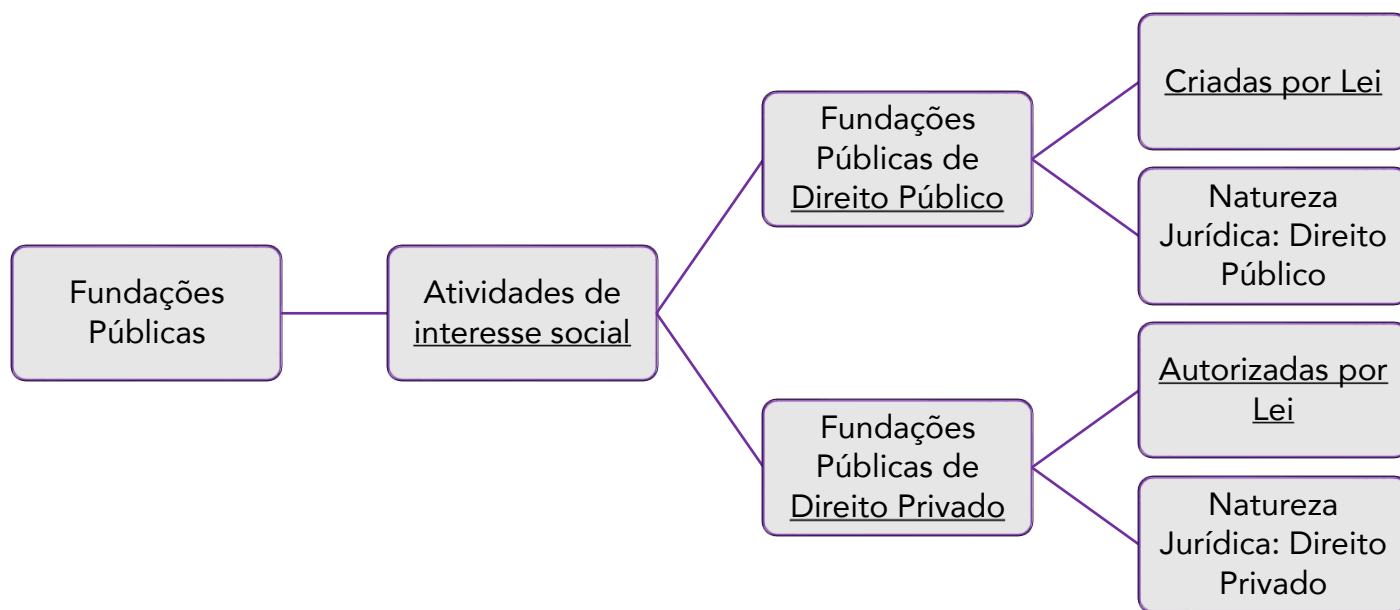 Fundações
Públicas
Atividades de
interesse social
Fundações
Públicas de
Direito Público
Criadas por Lei
Natureza
Jurídica: Direito
Público
Fundações
Públicas de
Direito Privado
Autorizadas por
Lei
Natureza
Jurídica: Direito
Privado